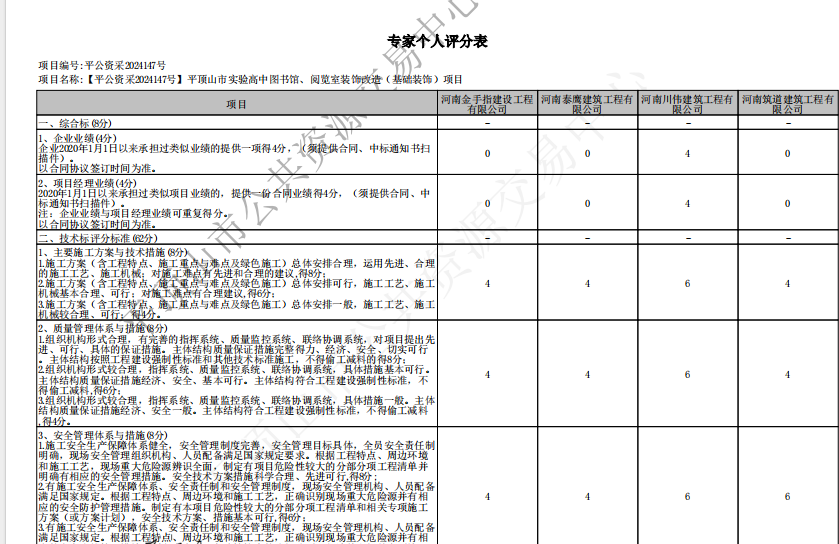 专家个人评分表
项目编号:平公资采2024147号
项目名称:【平公资采2024147号】平顶山市实验高中图书馆、阅览室装饰改造（基础装饰）项目
项目 河南金手指建设工程有限公司 河南泰鹰建筑工程有限公司 河南川伟建筑工程有限公司 河南筑道建筑工程有限公司
一、综合标(8分) – – – –
1、企业业绩(4分)
企业2020年1月1日以来承担过类似业绩的提供一项得4分，（须提供合同、中标通知书扫
描件）。
以合同协议签订时间为准。
0 0 4 0
2、项目经理业绩(4分)
2020年1月1日以来承担过类似项目业绩的，提供一份合同业绩得4分，（须提供合同、中
标通知书扫描件）。
注：企业业绩与项目经理业绩可重复得分。
以合同协议签订时间为准。
0 0 4 0
二、技术标评分标准(62分) – – – –
1、主要施工方案与技术措施(8分)
1.施工方案（含工程特点、施工重点与难点及绿色施工）总体安排合理，运用先进、合理
的施工工艺、施工机械；对施工难点有先进和合理的建议,得8分；
2.施工方案（含工程特点、施工重点与难点及绿色施工）总体安排可行，施工工艺、施工
机械基本合理、可行；对施工难点有合理建议,得6分；
3.施工方案（含工程特点、施工重点与难点及绿色施工）总体安排一般，施工工艺、施工
机械较合理、可行；得4分。
4 4 6 4
2、质量管理体系与措施(8分)
1.组织机构形式合理，有完善的指挥系统、质量监控系统、联络协调系统，对项目提出先
进、可行、具体的保证措施。主体结构质量保证措施完整得力、经济、安全、切实可行
。主体结构按照工程建设强制性标准和其他技术标准施工，不得偷工减料的得8分；
2.组织机构形式较合理，指挥系统、质量监控系统、联络协调系统，具体措施基本可行。
主体结构质量保证措施经济、安全、基本可行。主体结构符合工程建设强制性标准，不
得偷工减料,得6分；
3.组织机构形式较合理，指挥系统、质量监控系统、联络协调系统，具体措施一般。主体
结构质量保证措施经济、安全一般。主体结构符合工程建设强制性标准，不得偷工减料
,得4分。
4 4 6 4
3、安全管理体系与措施(8分)
1.施工安全生产保障体系健全，安全管理制度完善，安全管理目标具体，全员安全责任制
明确，现场安全管理组织机构、人员配备满足国家规定要求。根据工程特点、周边环境
和施工工艺，现场重大危险源辨识全面，制定有项目危险性较大的分部分项工程清单并
明确有相应的安全管理措施。安全技术方案措施科学合理、先进可行,得8分；
2.有施工安全生产保障体系、安全责任制和安全管理制度，现场安全管理机构、人员配备
满足国家规定。根据工程特点、周边环境和施工工艺，正确识别现场重大危险源并有相
应的安全防护管理措施。制定有本项目危险性较大的分部分项工程清单和相关专项施工
方案（或方案计划），安全技术方案、措施基本可行,得6分；
3.有施工安全生产保障体系、安全责任制和安全管理制度，现场安全管理机构、人员配备
满足国家规定。根据工程特点、周边环境和施工工艺，正确识别现场重大危险源并有相
4 4 6 6